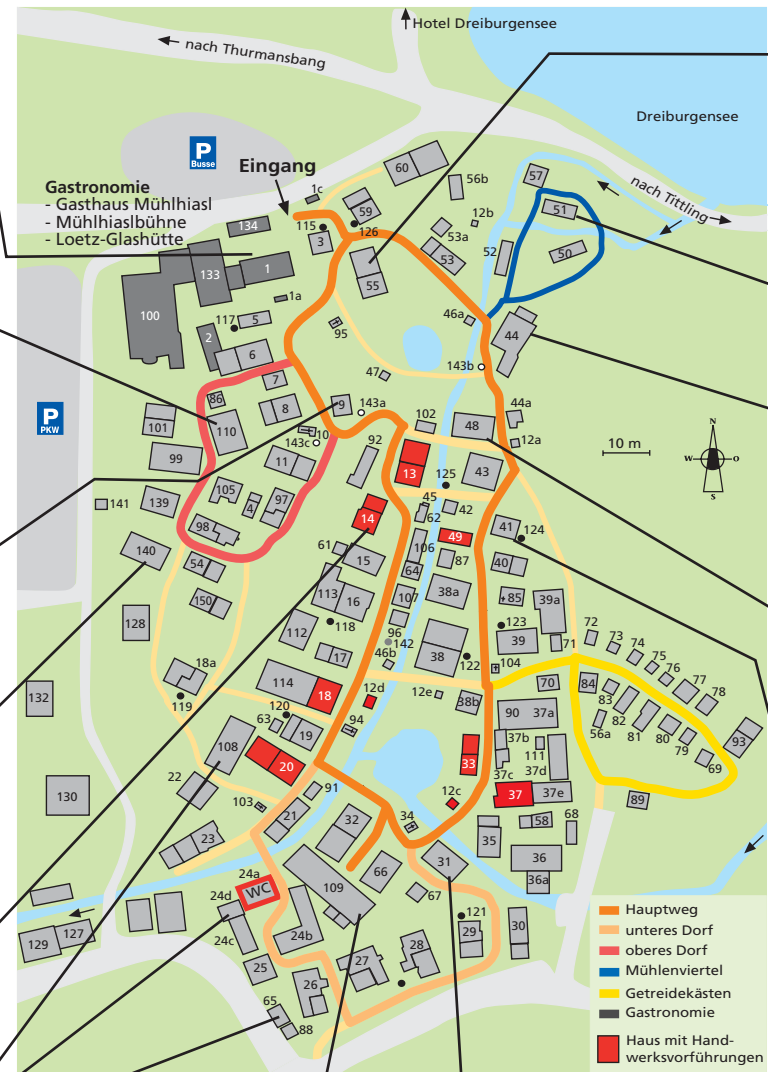 Hotel Dreiburgensee
nach Thurmansbang
Dreiburgensee
P
Busse
Eingang
nach Tittling
Gastronomie
- Gasthaus Mühlhiasl
- Mühlhiaslbühne
- Loetz-Glashütte
60
1c
56b
57
59
12b
51
134
115
126
3
53a
53
52
50
133
1
55
100
1a
117
5
46a
95
44
2
6
143b
47
7
86
8
9
143a
44a
P
PKW
101
110
10
143c
102
48
12a
10 m
N
W
O
S
92
13
99
11
125
43
105
4
97
45
42
141
139
14
62
41
124
98
49
140
61
106
54
15
87
40
64
150
113
16
107
38a
85
39a
128
118
123
72
112
96
39
73
142
71
74
17
46b
38
122
104
75
18a
76
132
114
18
12d
12e
70
84
77
83
119
38b
78
120
82
90
37a
56a
63
94
81
80
19
93
108
37b
79
33
111
20
37d
69
130
22
91
37c
37
37e
103
12c
89
21
32
34
58
68
23
35
31
36
24a
66
WC
109
36a
67
24d
121
24b
29
30
129
127
24c
28
25
27
26
65
88
Hauptweg
unteres Dorf
oberes Dorf
Mühlenviertel
Getreidekästen
Gastronomie
Haus mit Hand-
werksvorführungen